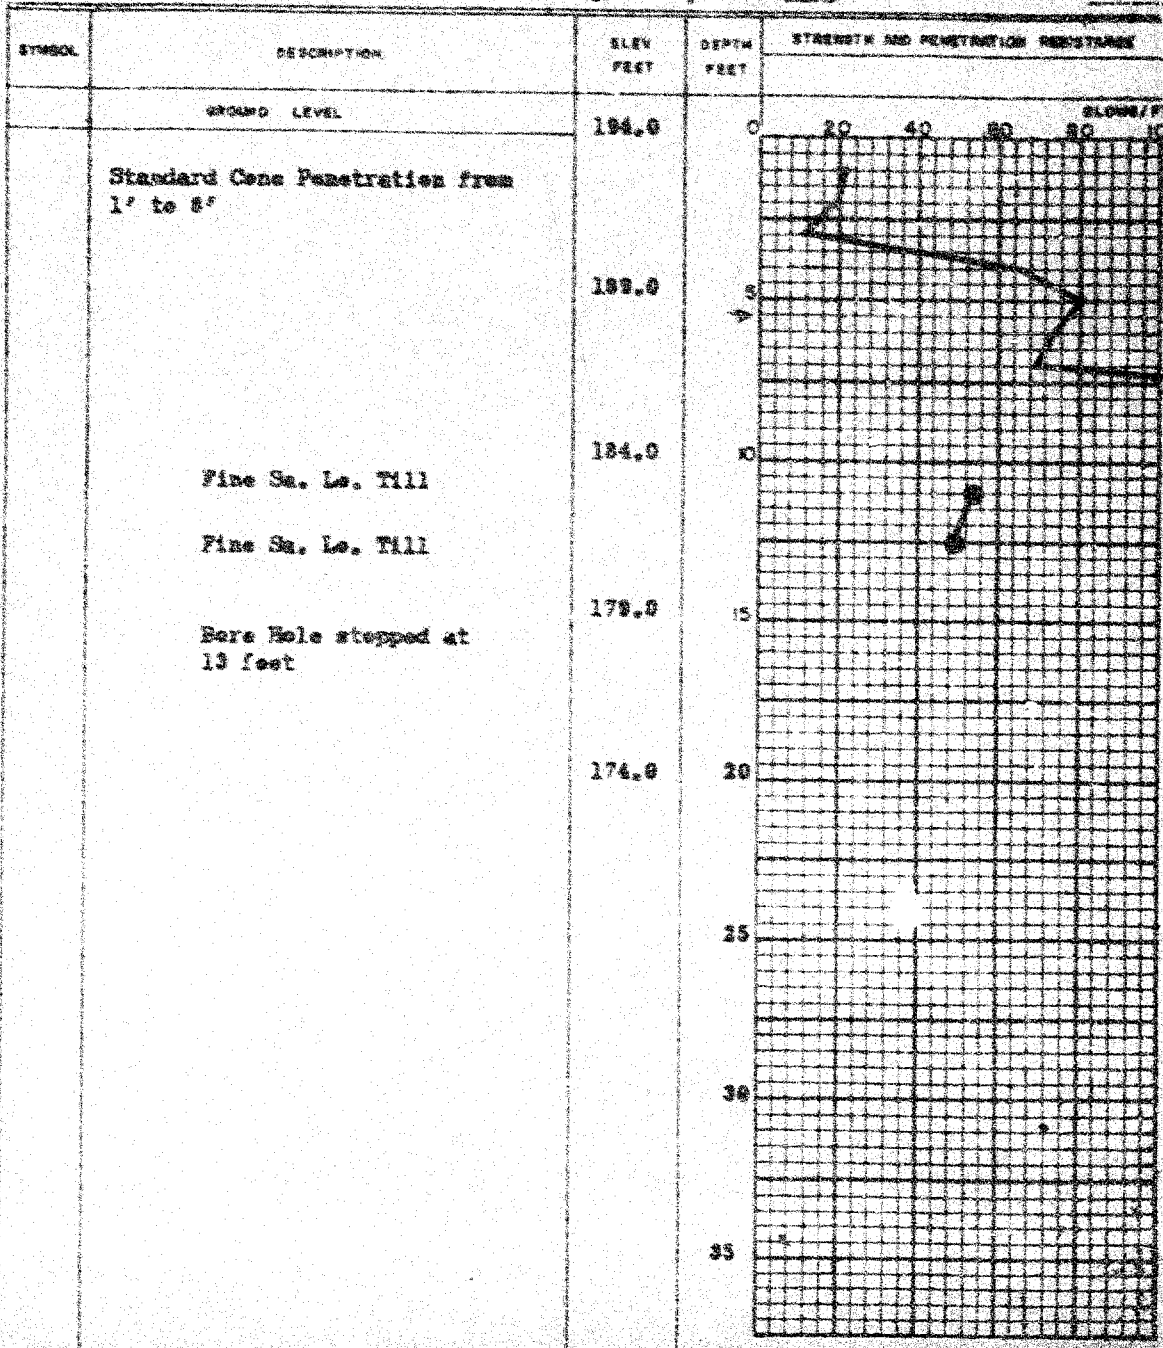 SYMBOL
DESCRIPTION
ELEV
FEET
DEPTH
FEET
STRENGTH AND PENETRATION RESISTANCE
GROUND LEVEL
194.0
BLOWS/F
0 20 40 60 80 10
Standard Cone Penetration from
1' to 8'
189.0
5
184.0
10
Fine Sa. Lo. Till
Fine Sa. Lo. Till
179.0
15
Bore Hole stopped at
13 feet
174.0
20
25
30
35